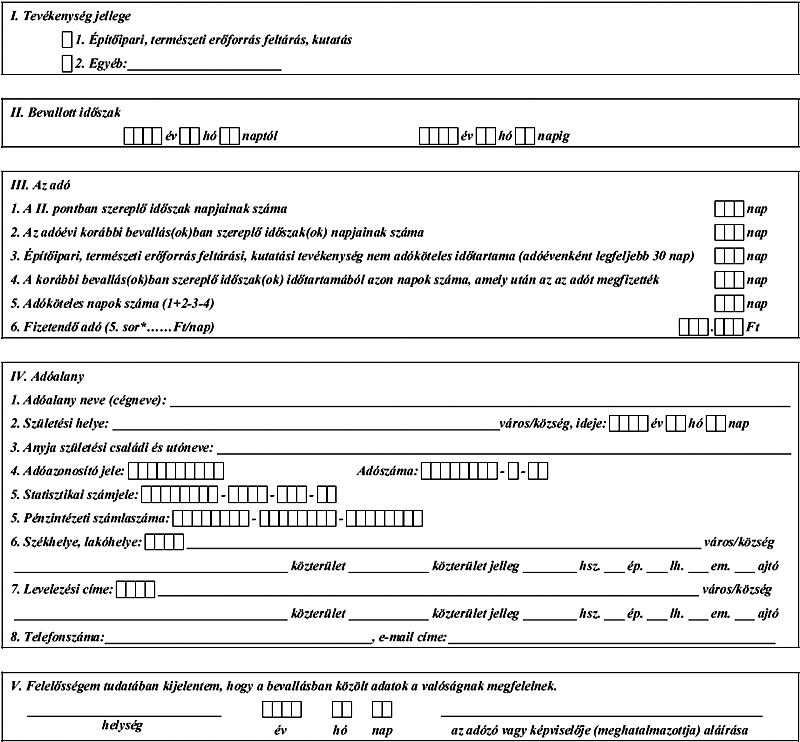 I. Tevékenység jellege
1. Építőipari, természeti erőforrás feltárás, kutatás
2. Egyéb:
II. Bevallott időszak
év hó naptól év hó napig
III. Az adó
1. A II. pontban szereplő időszak napjainak száma nap
2. Az adóévi korábbi bevallás(ok)ban szereplő időszak(ok) napjainak száma nap
3. Építőipari, természeti erőforrás feltárási, kutatási tevékenység nem adóköteles időtartama (adóévenként legfeljebb 30 nap) nap
4. A korábbi bevallás(ok)ban szereplő időszak(ok) időtartamából azon napok száma, amely után az az adót megfizették nap
5. Adóköteles napok száma (1+2-3-4) nap
6. Fizetendő adó (5. sor*……Ft/nap) . Ft
IV. Adóalany
1. Adóalany neve (cégneve):
2. Születési helye: város/község, ideje: év hó nap
3. Anyja születési családi és utóneve:
4. Adóazonosító jele: Adószáma: - -
5. Statisztikai számjele: - - -
5. Pénzintézeti számlaszáma: - -
6. Székhelye, lakóhelye: város/község
közterület közterület jelleg hsz. ép. lh. em. ajtó
7. Levelezési címe: város/község
közterület közterület jelleg hsz. ép. lh. em. ajtó
8. Telefonszáma: , e-mail címe:
V. Felelősségem tudatában kijelentem, hogy a bevallásban közölt adatok a valóságnak megfelelnek.
helység év hó nap az adózó vagy képviselője (meghatalmazottja) aláírása